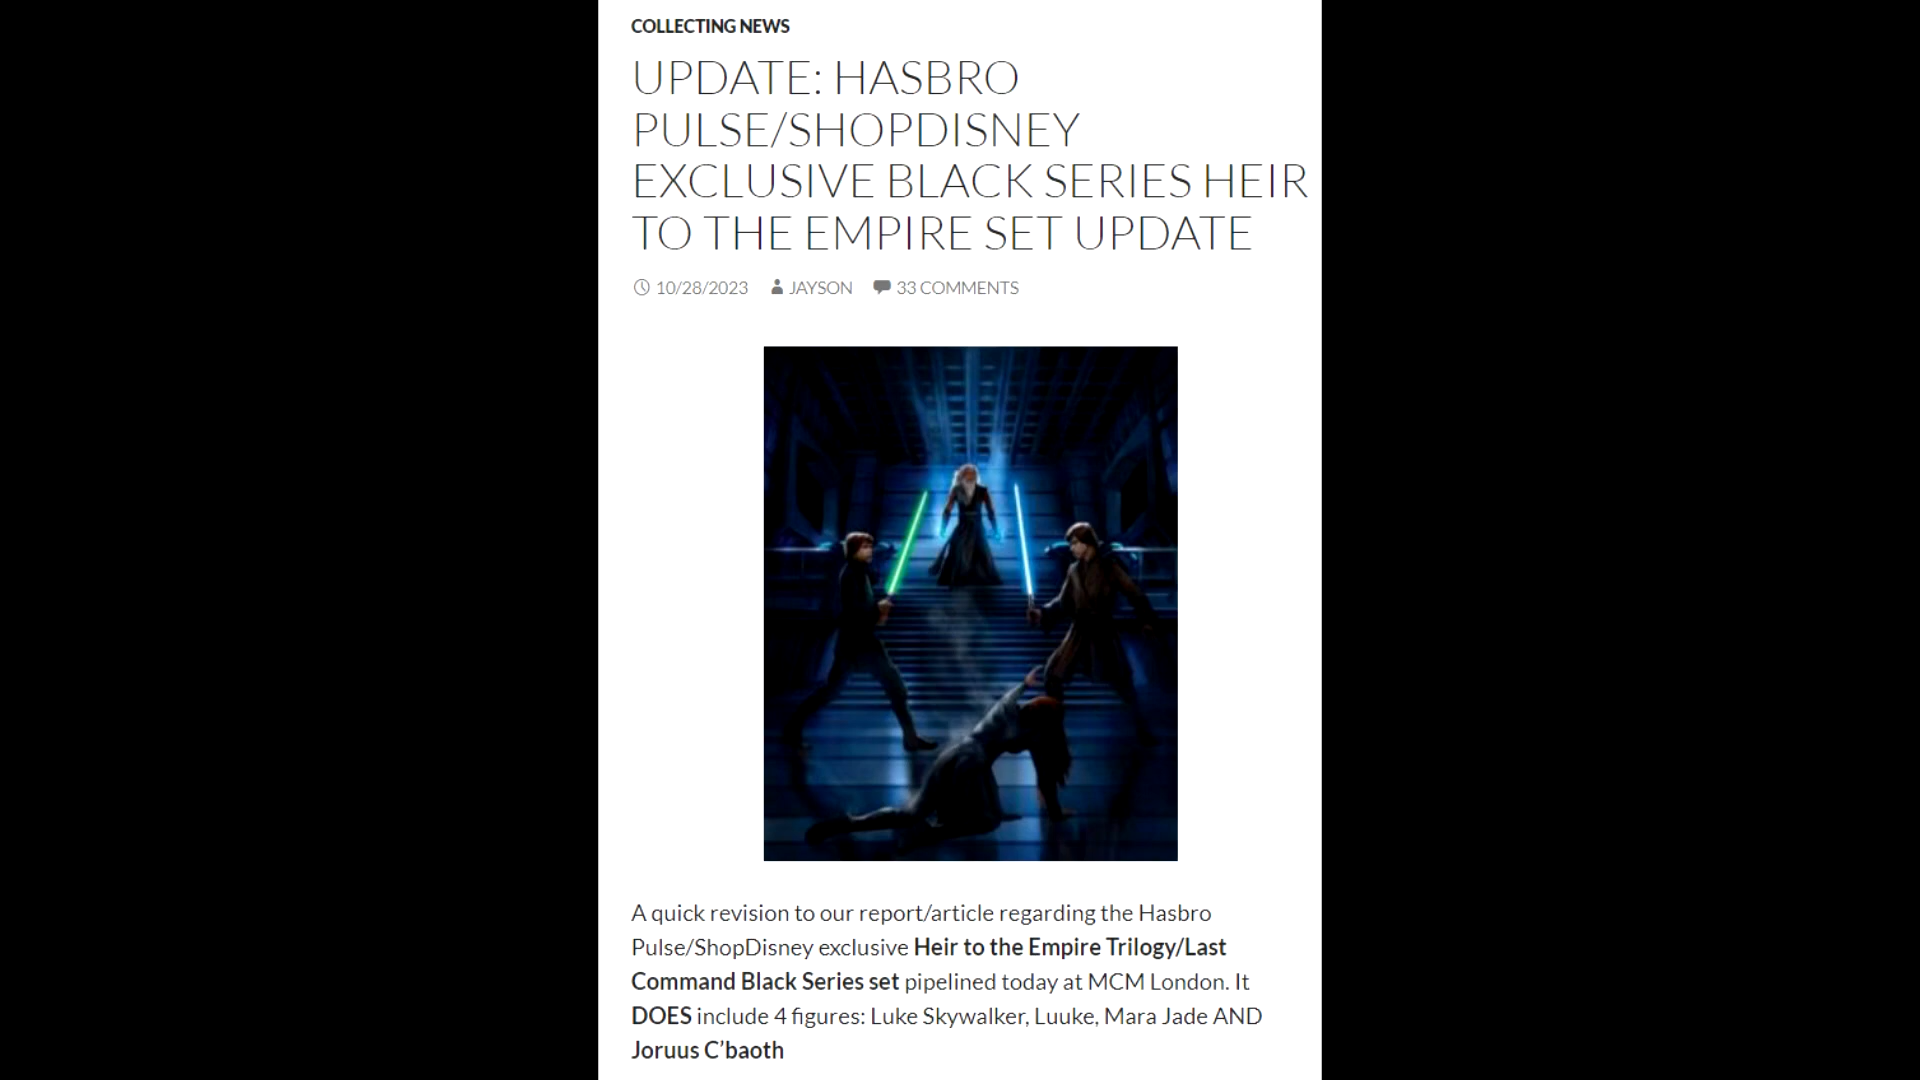 COLLECTING NEWS
UPDATE: HASBRO
PULSE/SHOPDISNEY
EXCLUSIVE BLACK SERIES HEIR
TO THE EMPIRE SET UPDATE
10/28/2023 JAYSON 33 COMMENTS
A quick revision to our report/article regarding the Hasbro
Pulse/ShopDisney exclusive Heir to the Empire Trilogy/Last
Command Black Series set pipelined today at MCM London. It
DOES include 4 figures: Luke Skywalker, Luuke, Mara Jade AND
Joruus C’baoth